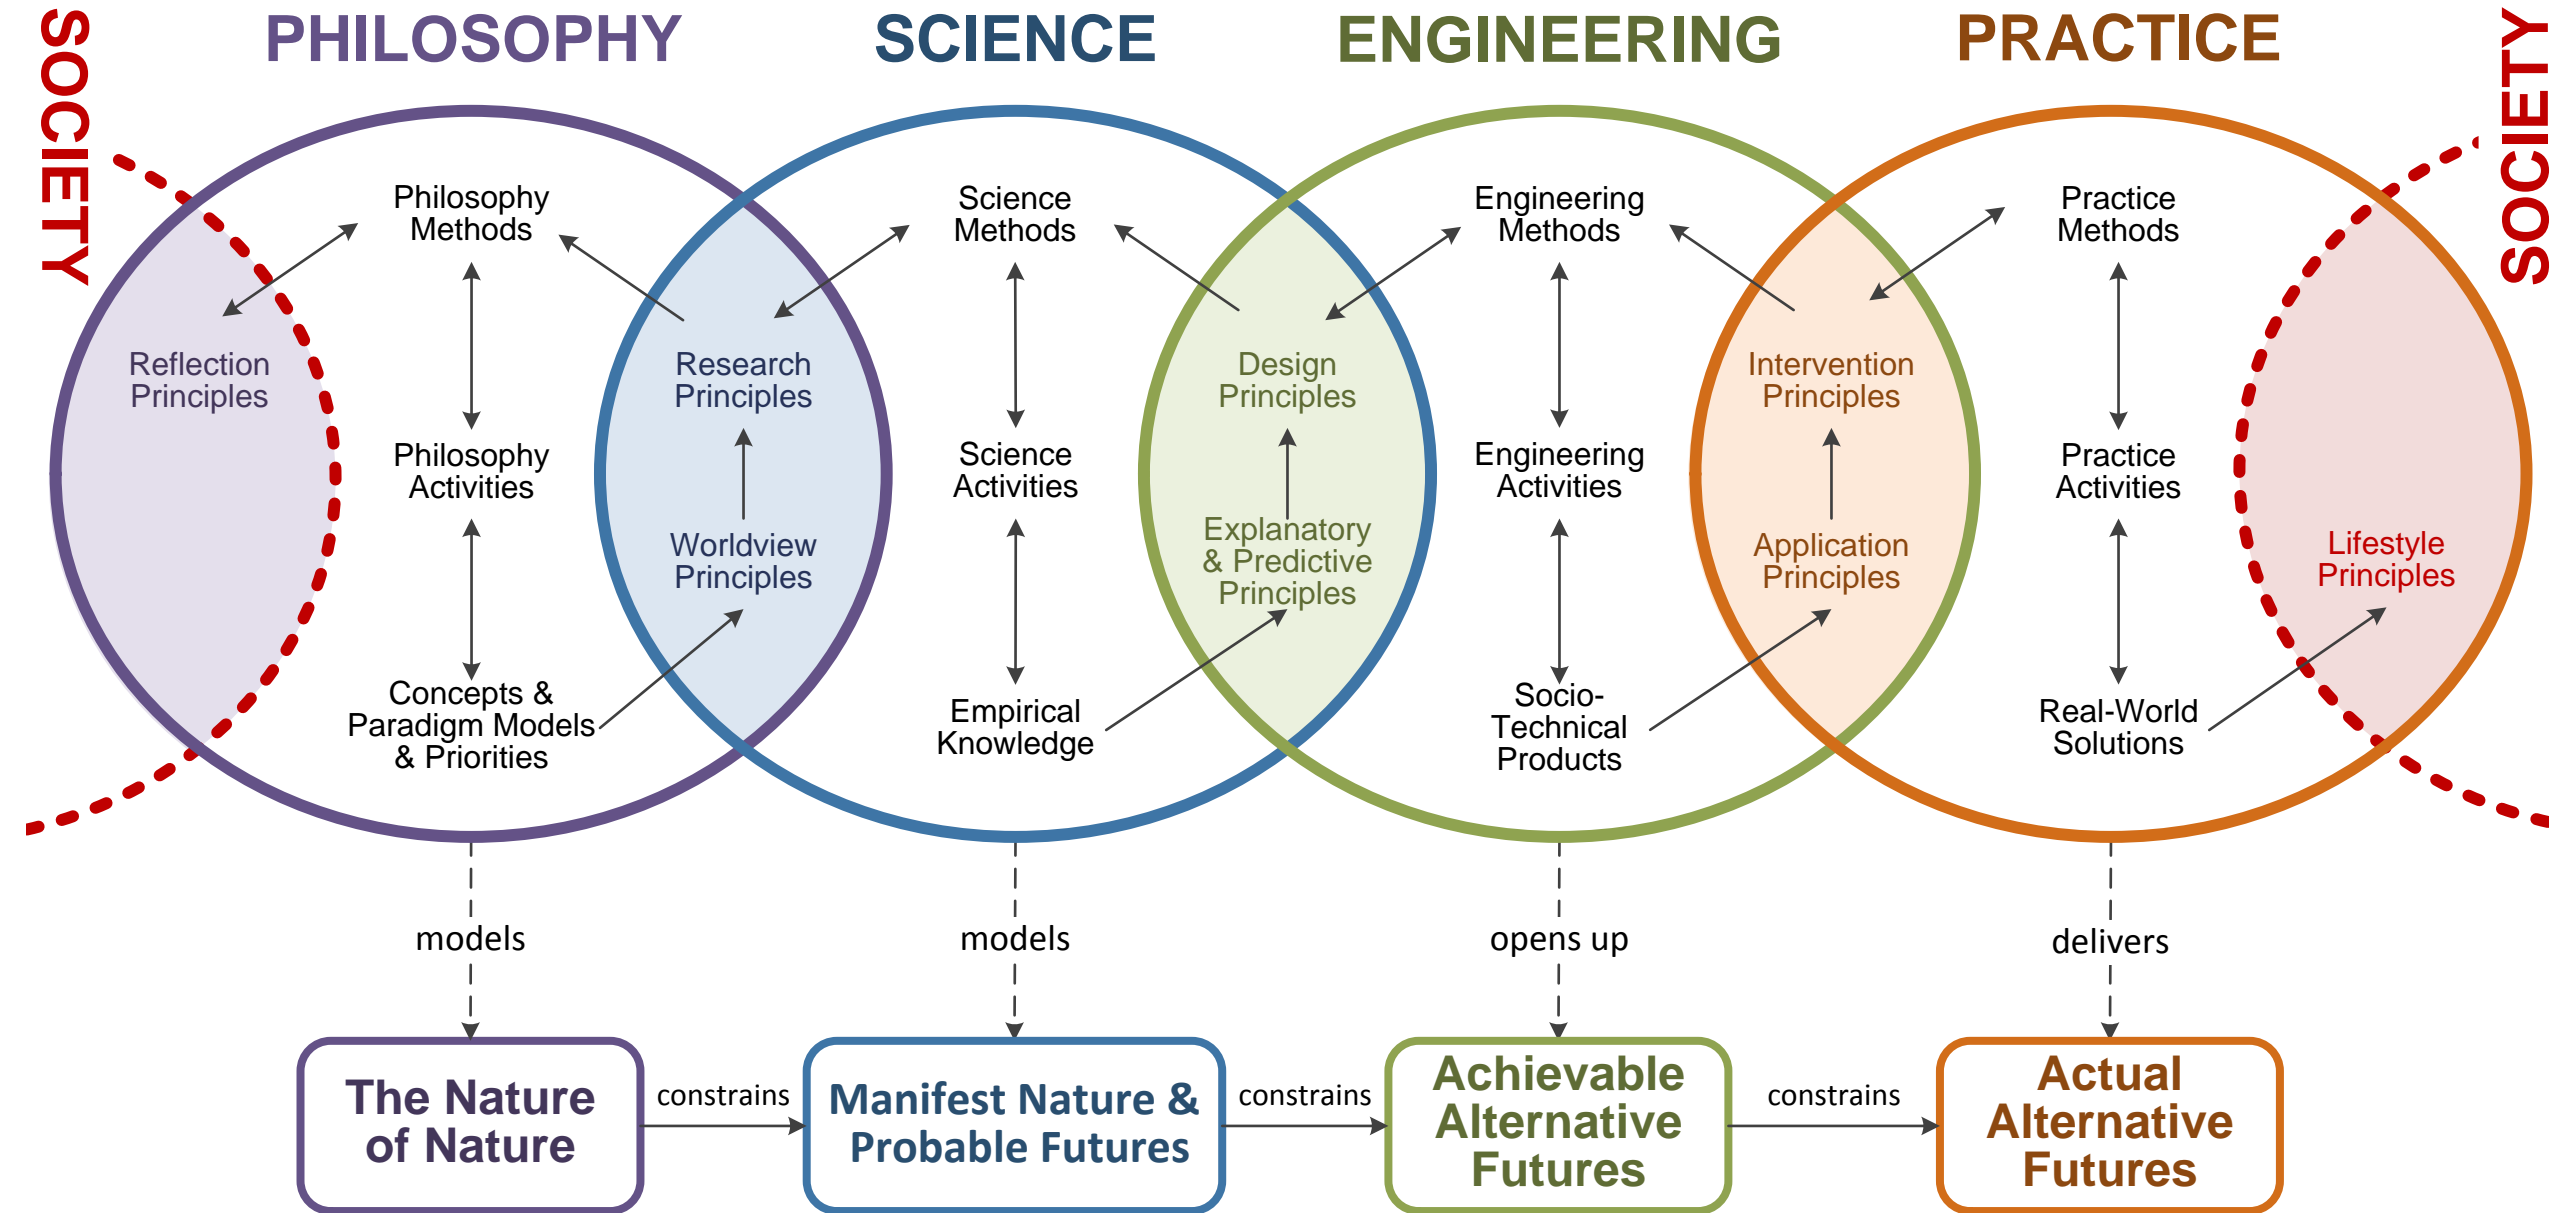 SOCIETY
PHILOSOPHY
SCIENCE
ENGINEERING
PRACTICE
SOCIETY
Philosophy
Methods
Science
Methods
Engineering
Methods
Practice
Methods
Reflection
Principles
Research
Principles
Design
Principles
Intervention
Principles
Philosophy
Activities
Science
Activities
Engineering
Activities
Practice
Activities
Worldview
Principles
Explanatory
& Predictive
Principles
Application
Principles
Lifestyle
Principles
Concepts &
Paradigm Models
& Priorities
Empirical
Knowledge
Socio-
Technical
Products
Real-World
Solutions
models
models
opens up
delivers
The Nature
of Nature
constrains
Manifest Nature &
Probable Futures
constrains
Achievable
Alternative
Futures
constrains
Actual
Alternative
Futures